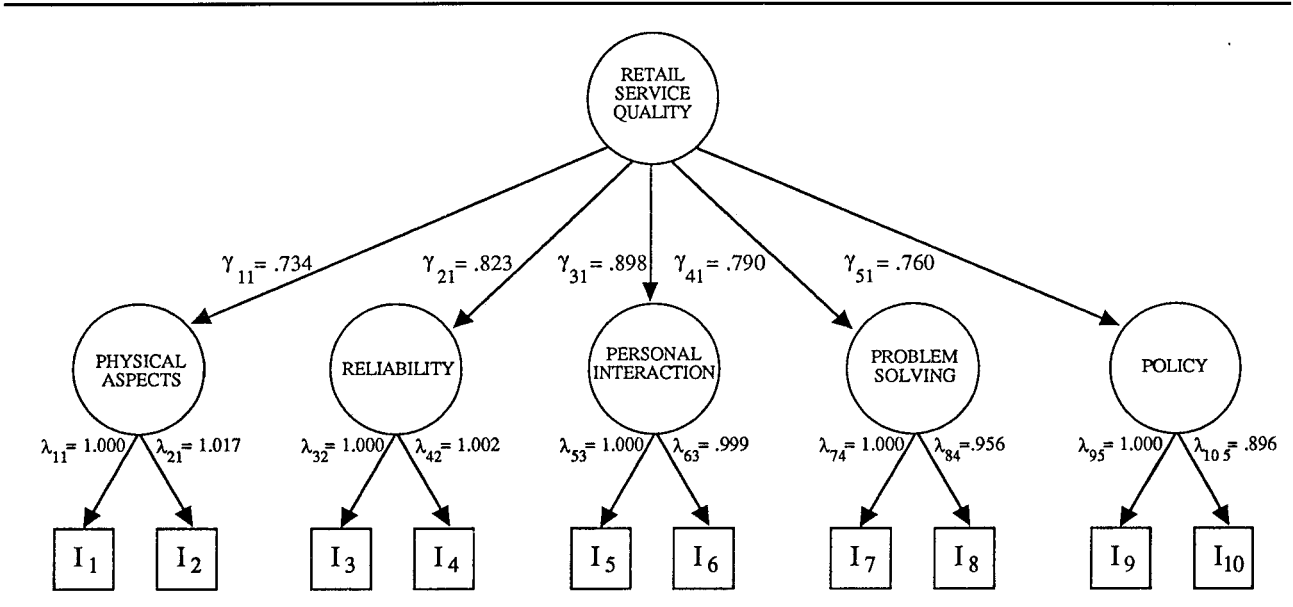 RETAIL
SERVICE
QUALITY
γ11= .734
γ21= .823
γ31= .898
γ41= .790
γ51= .760
PHYSICAL
ASPECTS
RELIABILITY
PERSONAL
INTERACTION
PROBLEM
SOLVING
POLICY
λ11= 1.000
λ21= 1.017
λ32= 1.000
λ42= 1.002
λ53= 1.000
λ63= .999
λ74= 1.000
λ84=.956
λ95= 1.000
λ10 5= .896
I1
I2
I3
I4
I5
I6
I7
I8
I9
I10